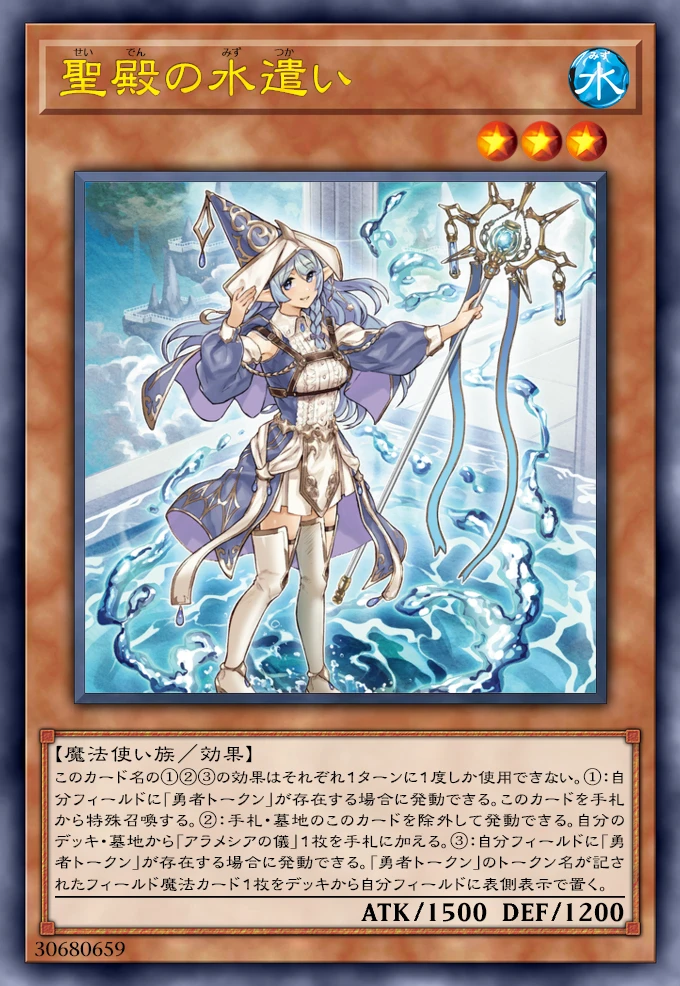 せい でん みず つか
聖殿の水遣い
みず
水
【魔法使い族／効果】
このカード名の①②③の効果はそれぞれ1ターンに1度しか使用できない。①：自
分フィールドに「勇者トークン」が存在する場合に発動できる。このカードを手札
から特殊召喚する。②：手札・墓地のこのカードを除外して発動できる。自分の
デッキ・墓地から「アラメシアの儀」1枚を手札に加える。③：自分フィールドに「勇
者トークン」が存在する場合に発動できる。「勇者トークン」のトークン名が記さ
れたフィールド魔法カード1枚をデッキから自分フィールドに表側表示で置く。
ATK/1500 DEF/1200
30680659